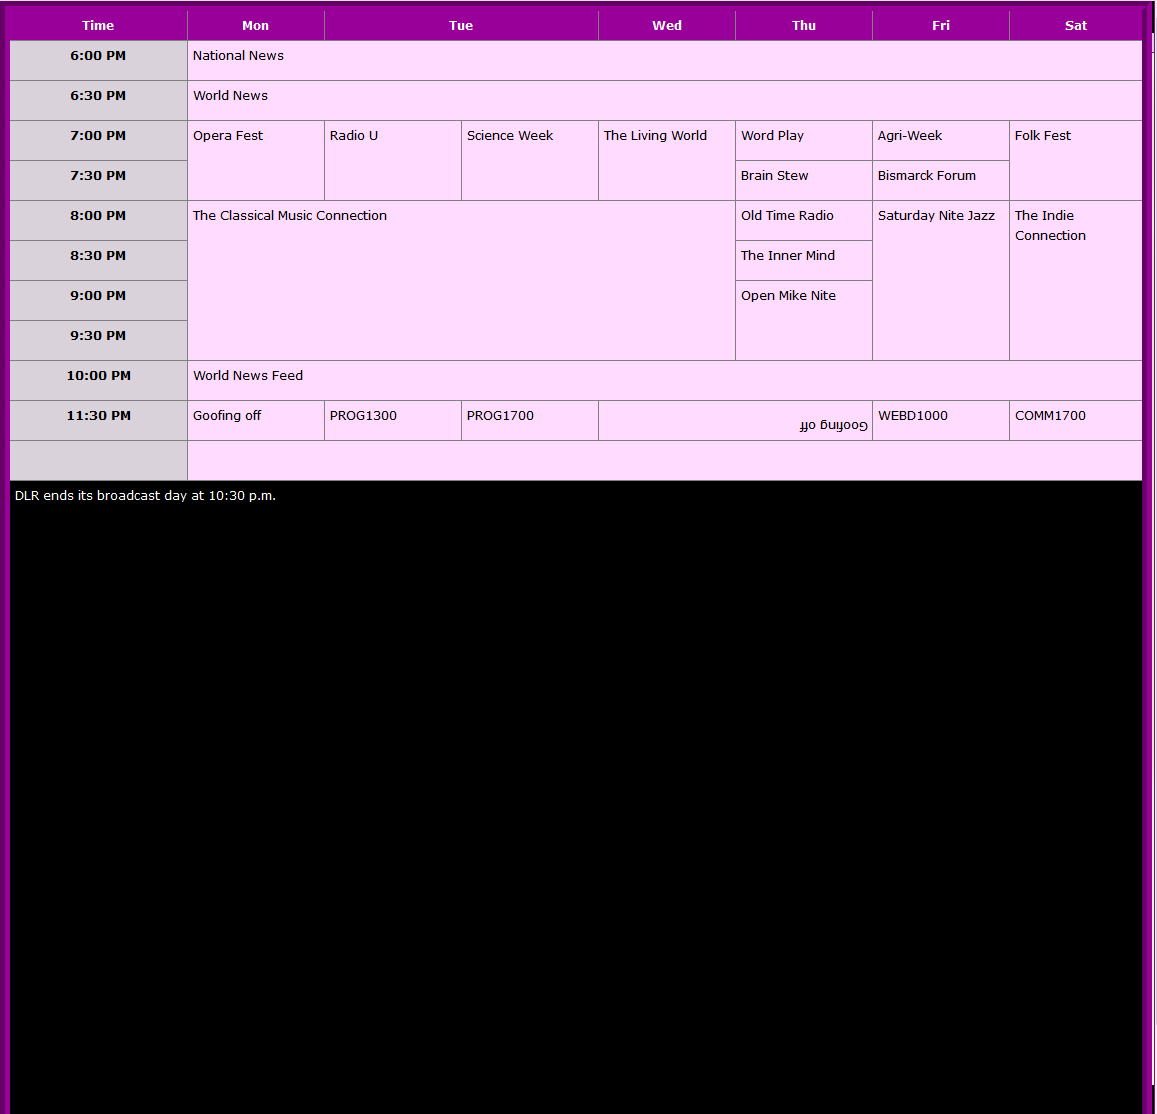 Time Mon Tue Wed Thu Fri Sat
6:00 PM National News
6:30 PM World News
7:00 PM Opera Fest Radio U Science Week The Living World Word Play Agri-Week Folk Fest
7:30 PM Brain Stew Bismarck Forum
8:00 PM The Classical Music Connection Old Time Radio Saturday Nite Jazz The Indie
Connection
8:30 PM The Inner Mind
9:00 PM Open Mike Nite
9:30 PM
10:00 PM World News Feed
11:30 PM Goofing off PROG1300 PROG1700 Goofing off WEBD1000 COMM1700
DLR ends its broadcast day at 10:30 p.m.